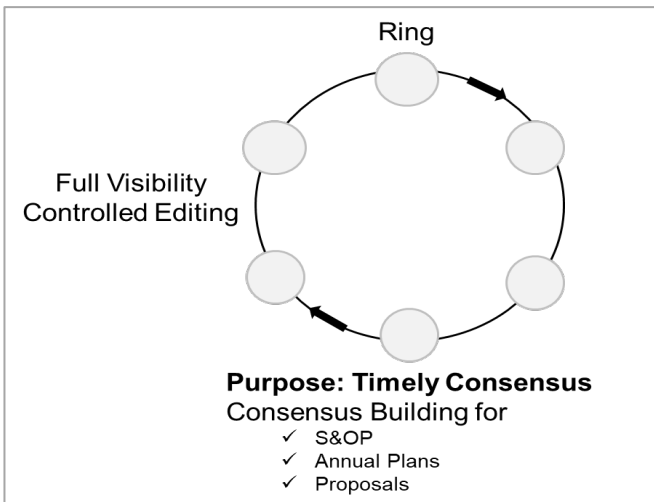 Ring
Full Visibility
Controlled Editing
Purpose: Timely Consensus
Consensus Building for
✓ S&OP
✓ Annual Plans
✓ Proposals